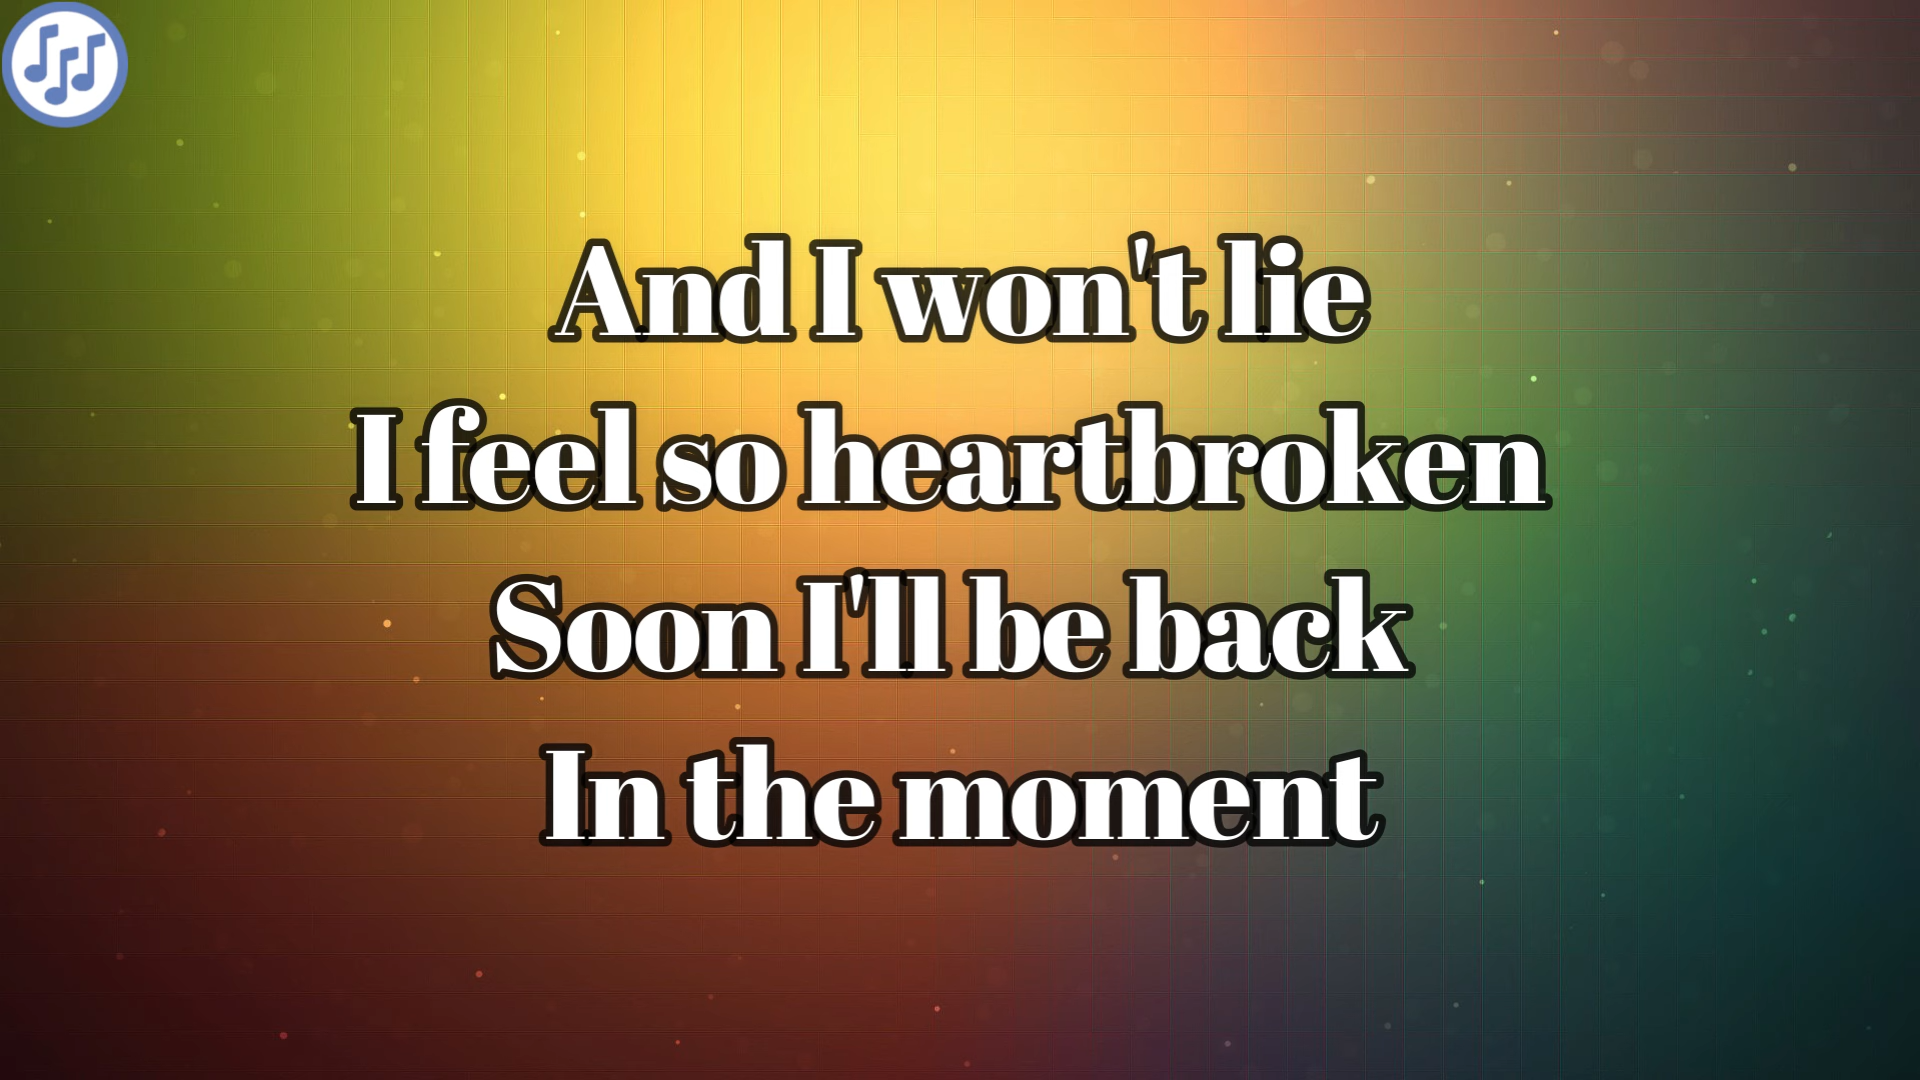 And I won't lie
I feel so heartbroken
Soon I'll be back
In the moment